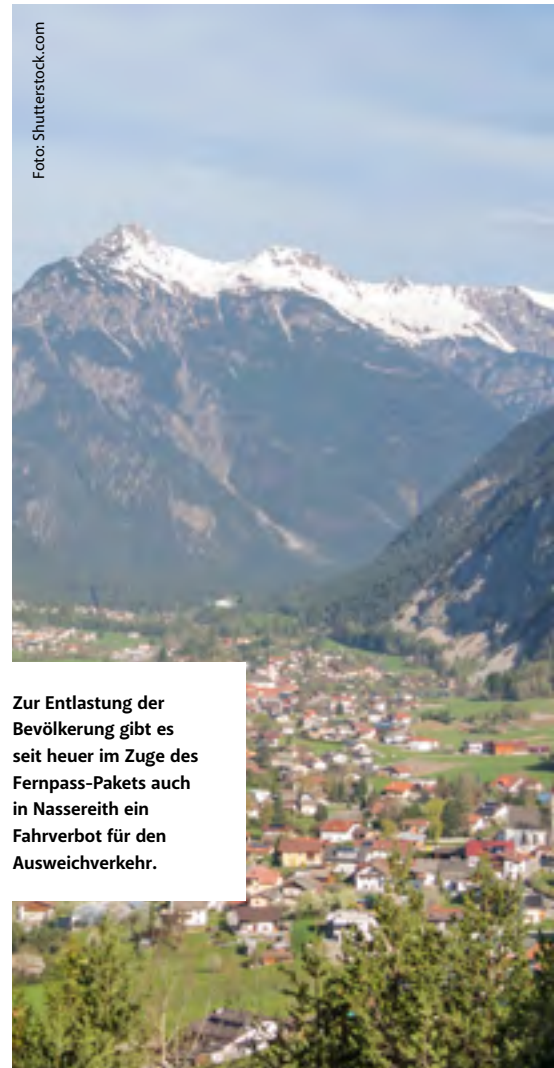 Foto: Shutterstock.com
Zur Entlastung der
Bevölkerung gibt es
seit heuer im Zuge des
Fernpass-Pakets auch
in Nassereith ein
Fahrverbot für den
Ausweichverkehr.